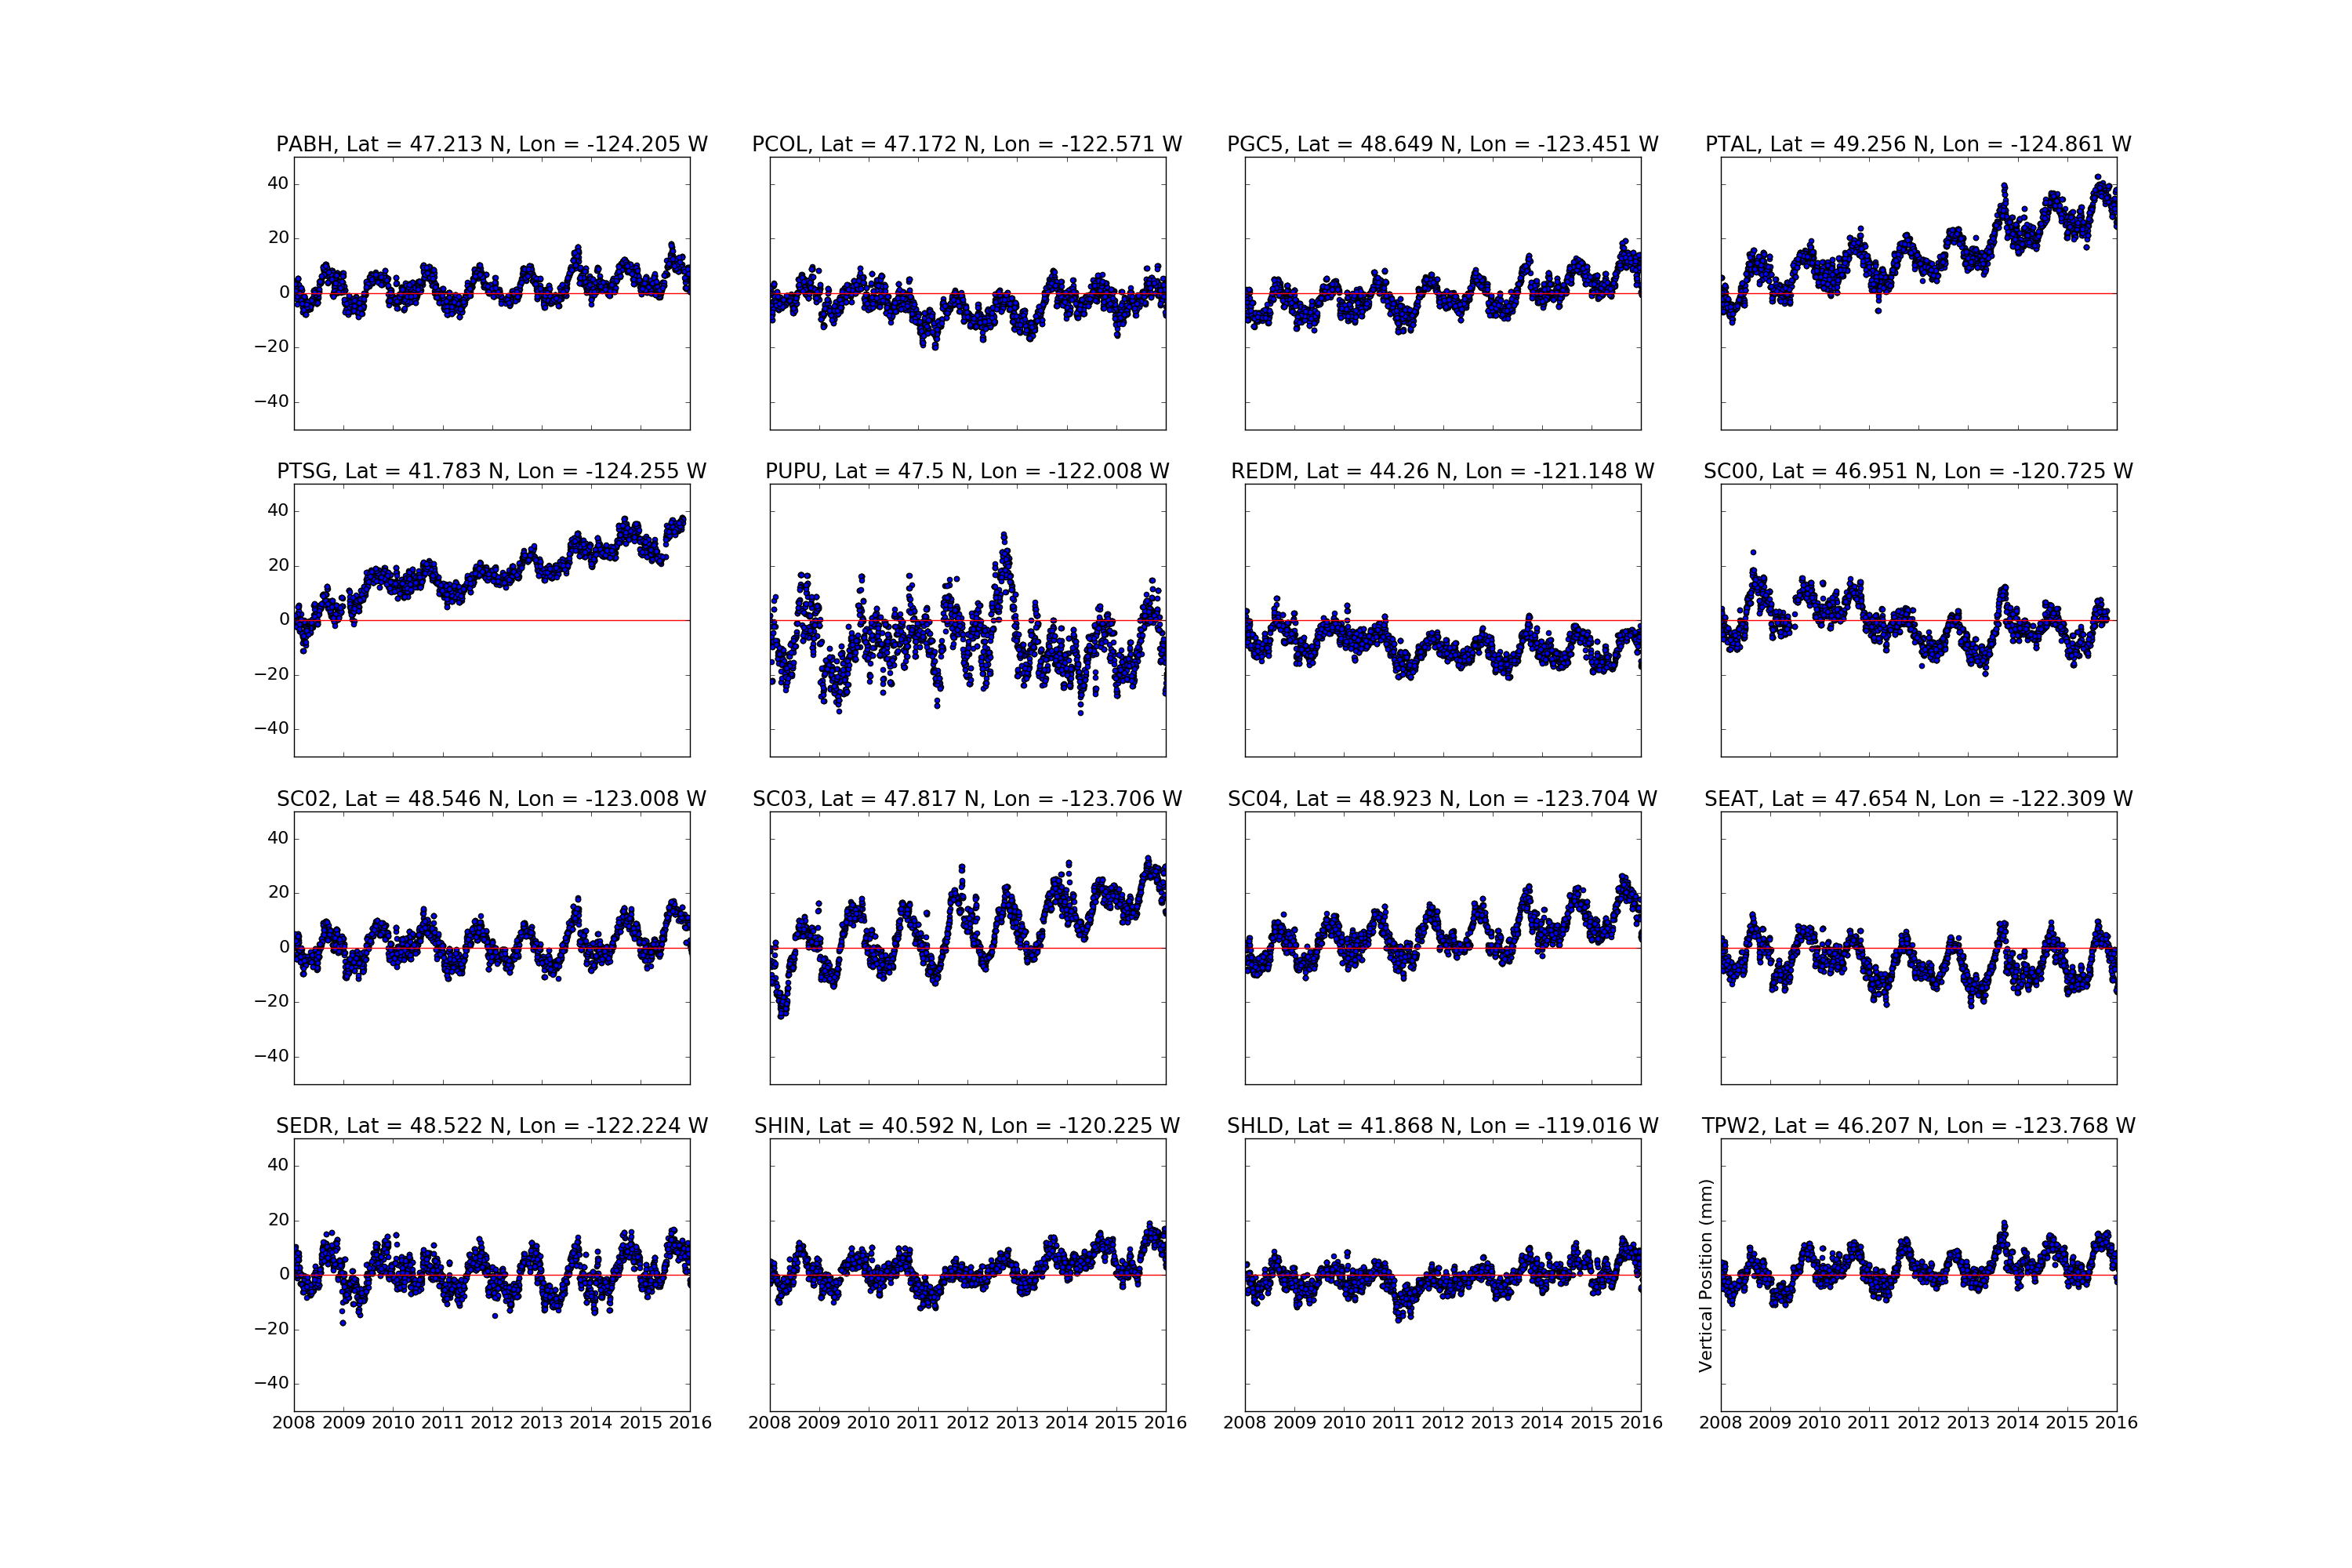 PABH, Lat = 47.213 N, Lon = -124.205 W
PCOL, Lat = 47.172 N, Lon = -122.571 W
PGC5, Lat = 48.649 N, Lon = -123.451 W
PTAL, Lat = 49.256 N, Lon = -124.861 W
40
20
0
−20
−40
PTSG, Lat = 41.783 N, Lon = -124.255 W
PUPU, Lat = 47.5 N, Lon = -122.008 W
REDM, Lat = 44.26 N, Lon = -121.148 W
SC00, Lat = 46.951 N, Lon = -120.725 W
40
20
0
−20
−40
SC02, Lat = 48.546 N, Lon = -123.008 W
SC03, Lat = 47.817 N, Lon = -123.706 W
SC04, Lat = 48.923 N, Lon = -123.704 W
SEAT, Lat = 47.654 N, Lon = -122.309 W
40
20
0
−20
−40
SEDR, Lat = 48.522 N, Lon = -122.224 W
SHIN, Lat = 40.592 N, Lon = -120.225 W
SHLD, Lat = 41.868 N, Lon = -119.016 W
TPW2, Lat = 46.207 N, Lon = -123.768 W
40
20
0
−20
−40
Vertical Position (mm)
2008 2009 2010 2011 2012 2013 2014 2015 2016
2008 2009 2010 2011 2012 2013 2014 2015 2016
2008 2009 2010 2011 2012 2013 2014 2015 2016
2008 2009 2010 2011 2012 2013 2014 2015 2016